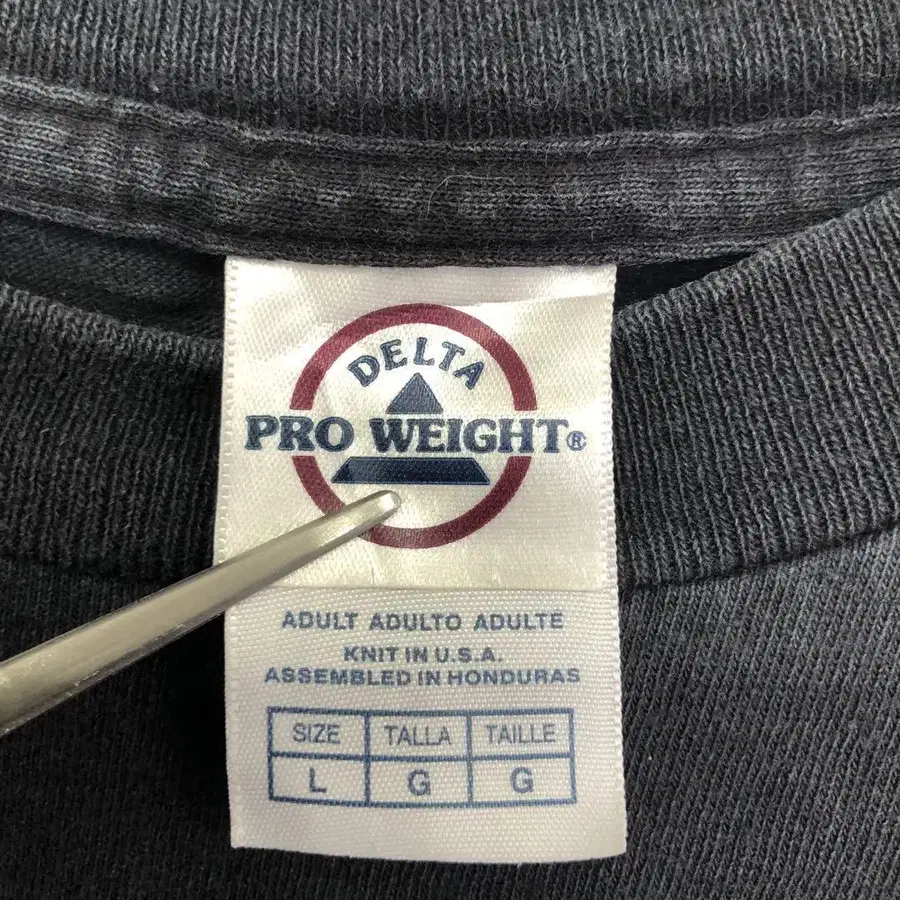 DELTA
PRO WEIGHT®
ADULT ADULTO ADULTE
KNIT IN U.S.A.
ASSEMBLED IN HONDURAS
SIZE TALLA TAILLE
L G G